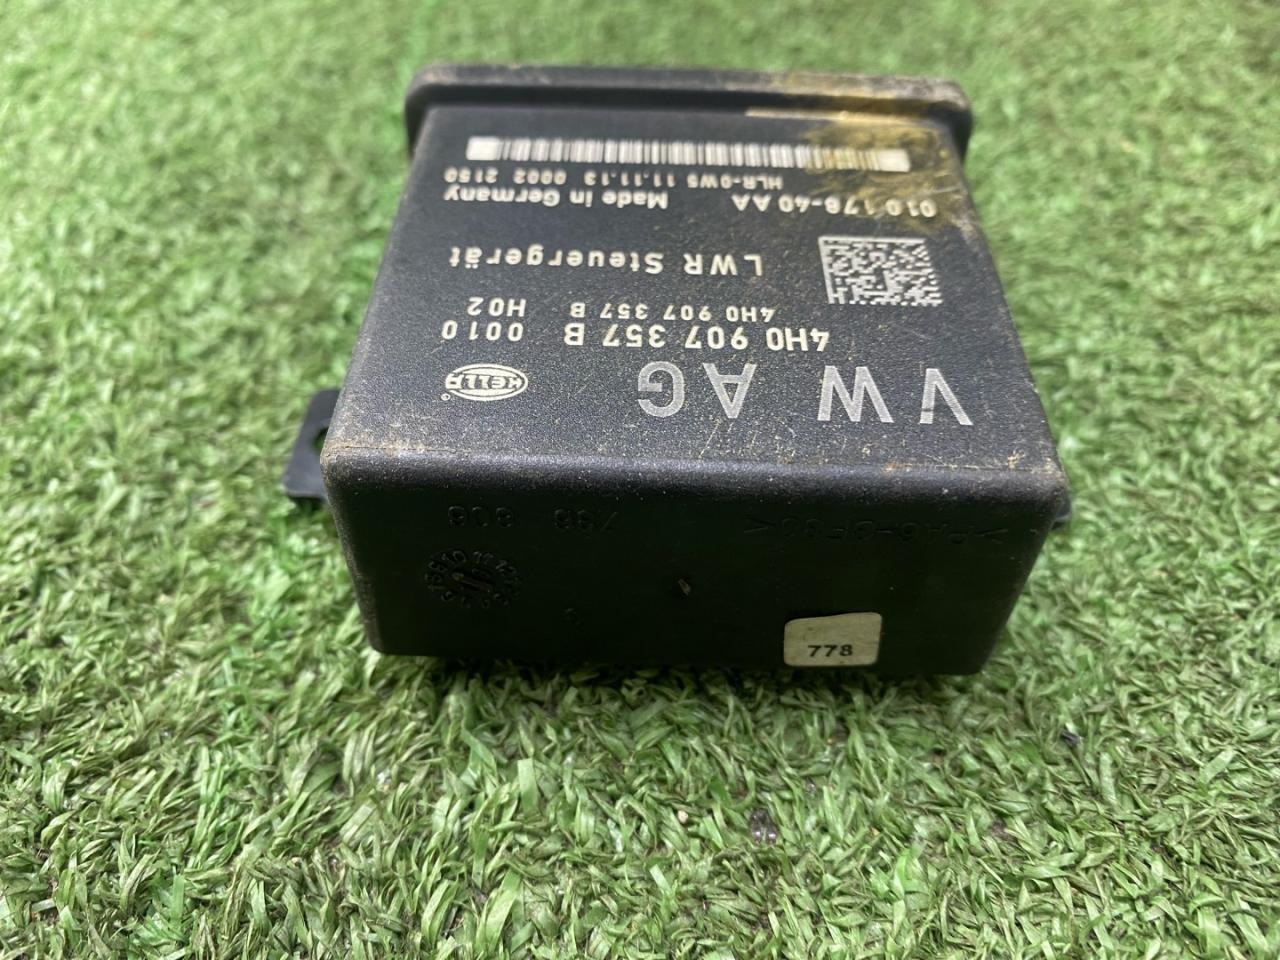 VW AG
HELLA
4H0 907 357 B 0010
4H0 907 357 B H02
LWR Steuergerät
010 178-40 AA Made in Germany
HLR-0W5 11.11.13 0002 2150
778